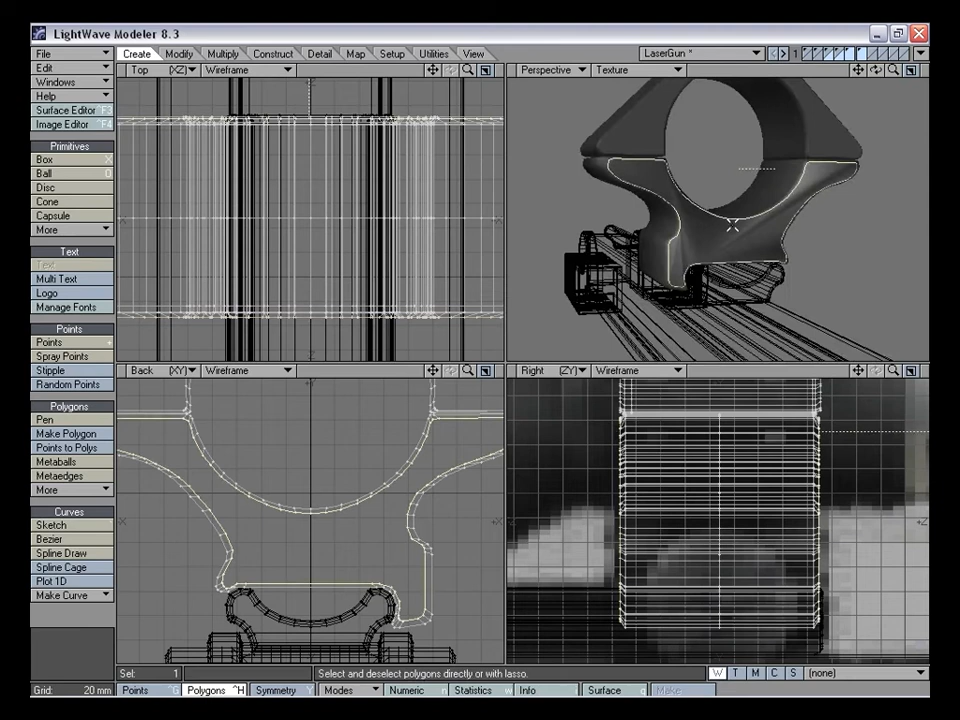 LightWave Modeler 8.3
File Create Modify Multiply Construct Detail Map Setup Utilities View LaserGun * 1
Edit Top (XZ) Wireframe Perspective Texture
Windows
Help
Surface Editor F3
Image Editor ^F4
Primitives
Box X
Ball O
Disc
Cone
Capsule
More
Text
Text
Multi Text
Logo
Manage Fonts
Points
Points +
Spray Points
Stipple
Back (XY) Wireframe Right (ZY) Wireframe
Random Points
Polygons
Pen
Make Polygon
Points to Polys
Metaballs
Metaedges
More
Curves
Sketch
Bezier
Spline Draw
Spline Cage
Plot 1D
Make Curve
Sel: 1 Select and deselect polygons directly or with lasso. W T M C S (none)
Grid: 20 mm Points ^G Polygons ^H Symmetry Y Modes Numeric n Statistics w Info i Surface q Make